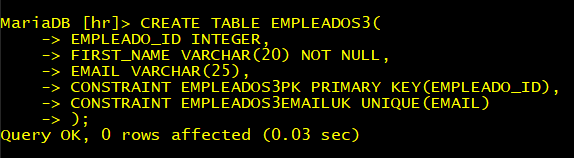 MariaDB [hr]> CREATE TABLE EMPLEADOS3(
    -> EMPLEADO_ID INTEGER,
    -> FIRST_NAME VARCHAR(20) NOT NULL,
    -> EMAIL VARCHAR(25),
    -> CONSTRAINT EMPLEADOS3PK PRIMARY KEY(EMPLEADO_ID),
    -> CONSTRAINT EMPLEADOS3EMAILUK UNIQUE(EMAIL)
    -> );
Query OK, 0 rows affected (0.03 sec)